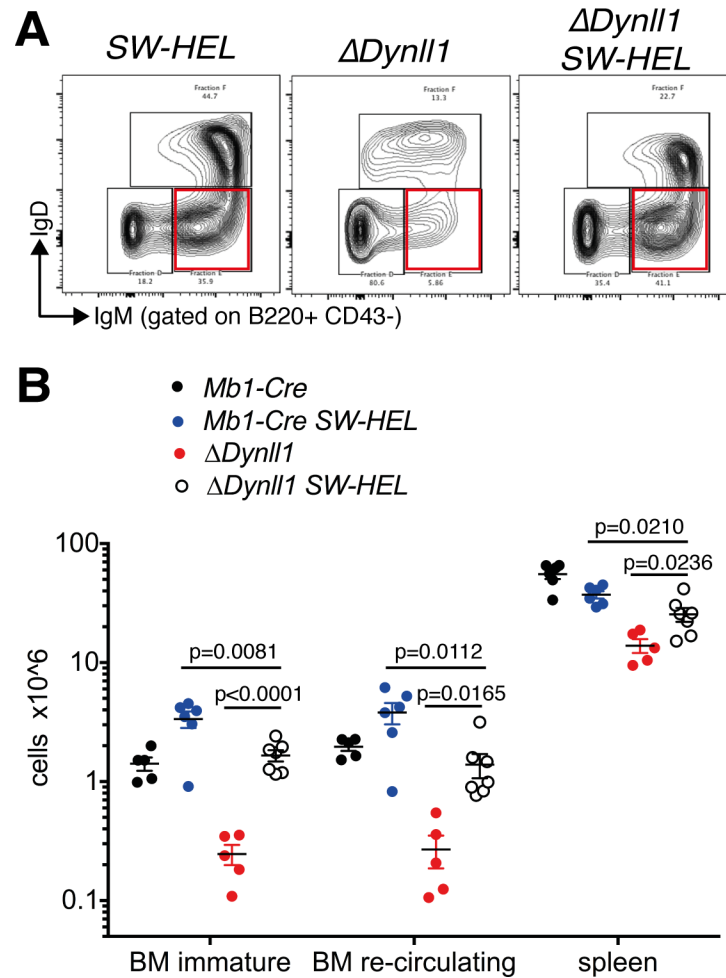 A
SW-HEL
ΔDynll1
ΔDynll1
SW-HEL
Fraction F
44.7
Fraction D
18.2
Fraction E
35.9
Fraction F
13.3
Fraction D
80.6
Fraction E
5.86
Fraction F
22.7
Fraction D
35.4
Fraction E
41.1
IgD
IgM (gated on B220+ CD43-)
B
Mb1-Cre
Mb1-Cre SW-HEL
ΔDynll1
ΔDynll1 SW-HEL
cells x10^6
100
10
1
0.1
p=0.0081
p<0.0001
p=0.0112
p=0.0165
p=0.0210
p=0.0236
BM immature
BM re-circulating
spleen